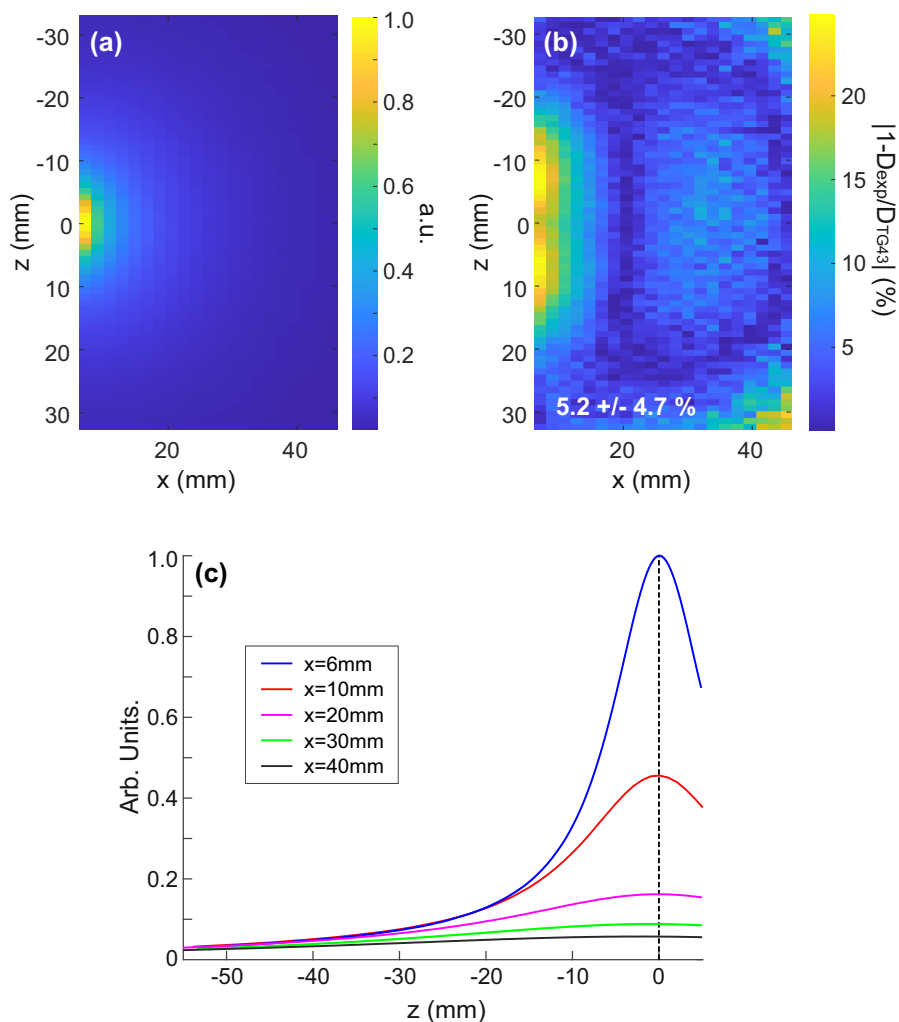 (a)
-30
-20
-10
0
10
20
30
z (mm)
20
40
x (mm)
1.0
0.8
0.6
0.4
0.2
a.u.
(b)
-30
-20
-10
0
10
20
30
z (mm)
5.2 +/- 4.7 %
20
40
x (mm)
20
15
10
5
|1-Dexp/DTG43| (%)
(c)
1.0
0.8
0.6
0.4
0.2
0
Arb. Units.
x=6mm
x=10mm
x=20mm
x=30mm
x=40mm
-50
-40
-30
-20
-10
0
z (mm)